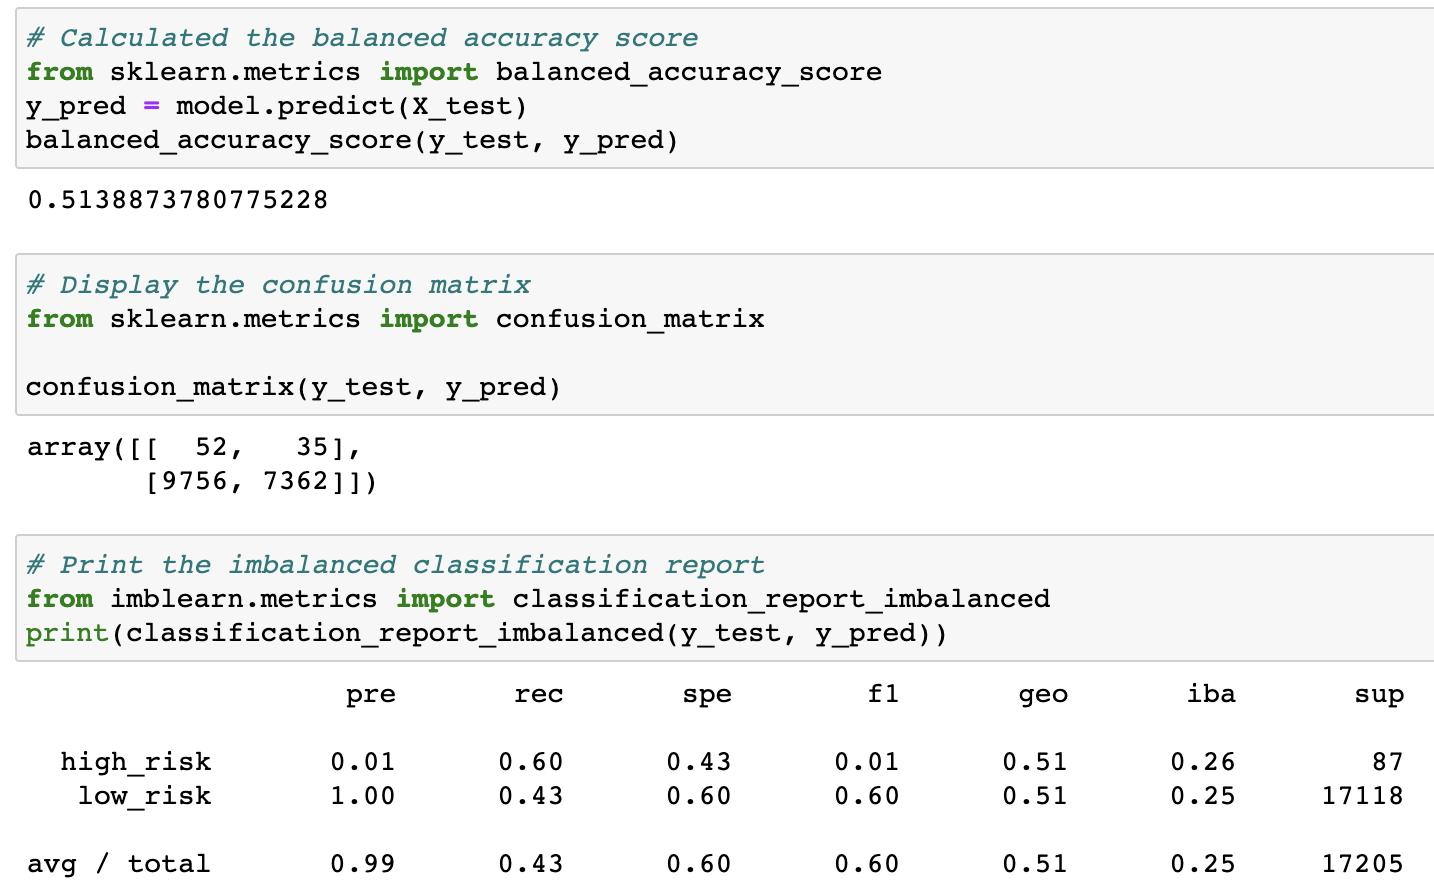 # Calculated the balanced accuracy score
from sklearn.metrics import balanced_accuracy_score
y_pred = model.predict(X_test)
balanced_accuracy_score(y_test, y_pred)
0.5138873780775228
# Display the confusion matrix
from sklearn.metrics import confusion_matrix
confusion_matrix(y_test, y_pred)
array([[  52,   35],
       [9756, 7362]])
# Print the imbalanced classification report
from imblearn.metrics import classification_report_imbalanced
print(classification_report_imbalanced(y_test, y_pred))
pre rec spe f1 geo iba sup
high_risk 0.01 0.60 0.43 0.01 0.51 0.26 87
low_risk 1.00 0.43 0.60 0.60 0.51 0.25 17118
avg / total 0.99 0.43 0.60 0.60 0.51 0.25 17205